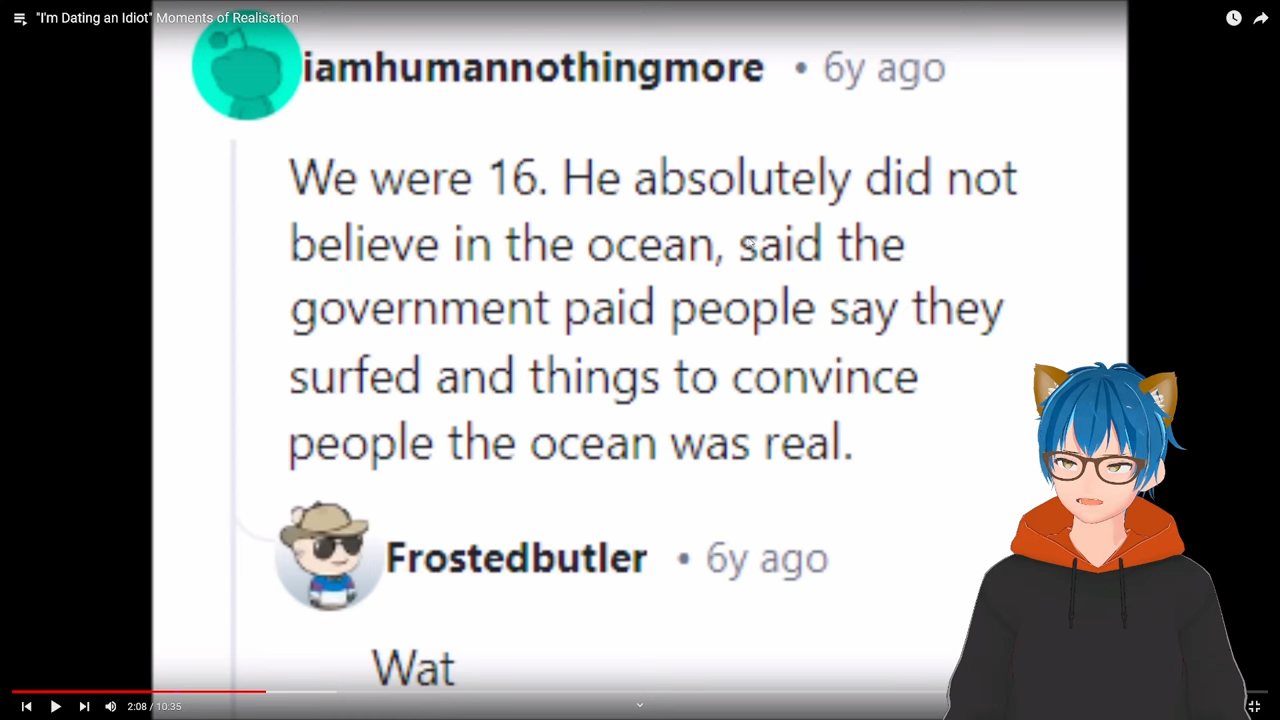 "I'm Dating an Idiot" Moments of Realisation
iamhumannothingmore • 6y ago
We were 16. He absolutely did not
believe in the ocean, said the
government paid people say they
surfed and things to convince
people the ocean was real.
Frostedbutler • 6y ago
Wat
2:08 / 10:35